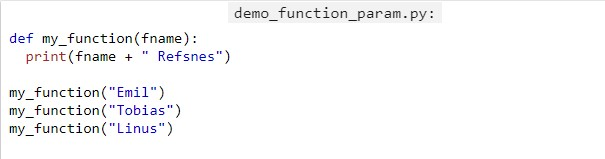 demo_function_param.py:
def my_function(fname):
  print(fname + " Refsnes")
my_function("Emil")
my_function("Tobias")
my_function("Linus")